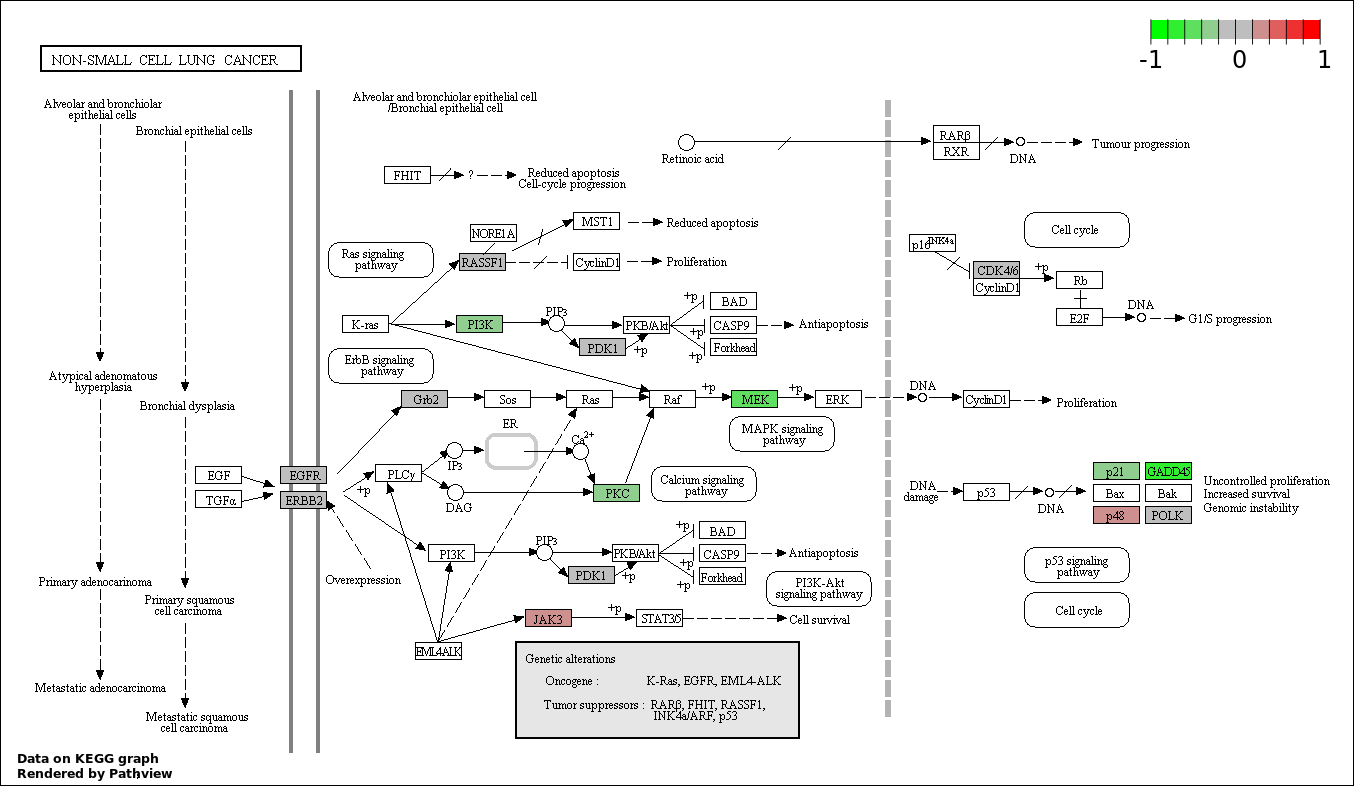 -1 0 1
NON-SMALL CELL LUNG CANCER
Alveolar and bronchiolar
epithelial cells
Bronchial epithelial cells
Alveolar and bronchiolar epithelial cell
/Bronchial epithelial cell
Retinoic acid
RARβ
RXR
DNA
Tumour progression
FHIT
?
Reduced apoptosis
Cell-cycle progression
NORE1A
MST1
Reduced apoptosis
Ras signaling
pathway
RASSF1
CyclinD1
Proliferation
p16INK4a
Cell cycle
CDK4/6
CyclinD1
+p
Rb
E2F
DNA
G1/S progression
K-ras
PI3K
PIP3
PKB/Akt
PDK1
+p
+p
+p
+p
BAD
CASP9
Forkhead
Antiapoptosis
ErbB signaling
pathway
Atypical adenomatous
hyperplasia
Bronchial dysplasia
Grb2
Sos
Ras
Raf
+p
MEK
+p
ERK
DNA
CyclinD1
Proliferation
MAPK signaling
pathway
ER
EGF
TGFα
EGFR
ERBB2
+p
PLCγ
IP3
DAG
Ca2+
PKC
Calcium signaling
pathway
DNA
damage
p53
DNA
p21
GADD45
Bax
Bak
p48
POLK
Uncontrolled proliferation
Increased survival
Genomic instability
Overexpression
PI3K
PIP3
PKB/Akt
PDK1
+p
+p
+p
+p
BAD
CASP9
Forkhead
Antiapoptosis
PI3K-Akt
signaling pathway
p53 signaling
pathway
Cell cycle
Primary adenocarinoma
Primary squamous
cell carcinoma
JAK3
+p
STAT3/5
Cell survival
EML4ALK
Genetic alterations
Oncogene : K-Ras, EGFR, EML4-ALK
Tumor suppressors : RARβ, FHIT, RASSF1,
INK4a/ARF, p53
Metastatic adenocarcinoma
Metastatic squamous
cell carcinoma
Data on KEGG graph
Rendered by Pathview